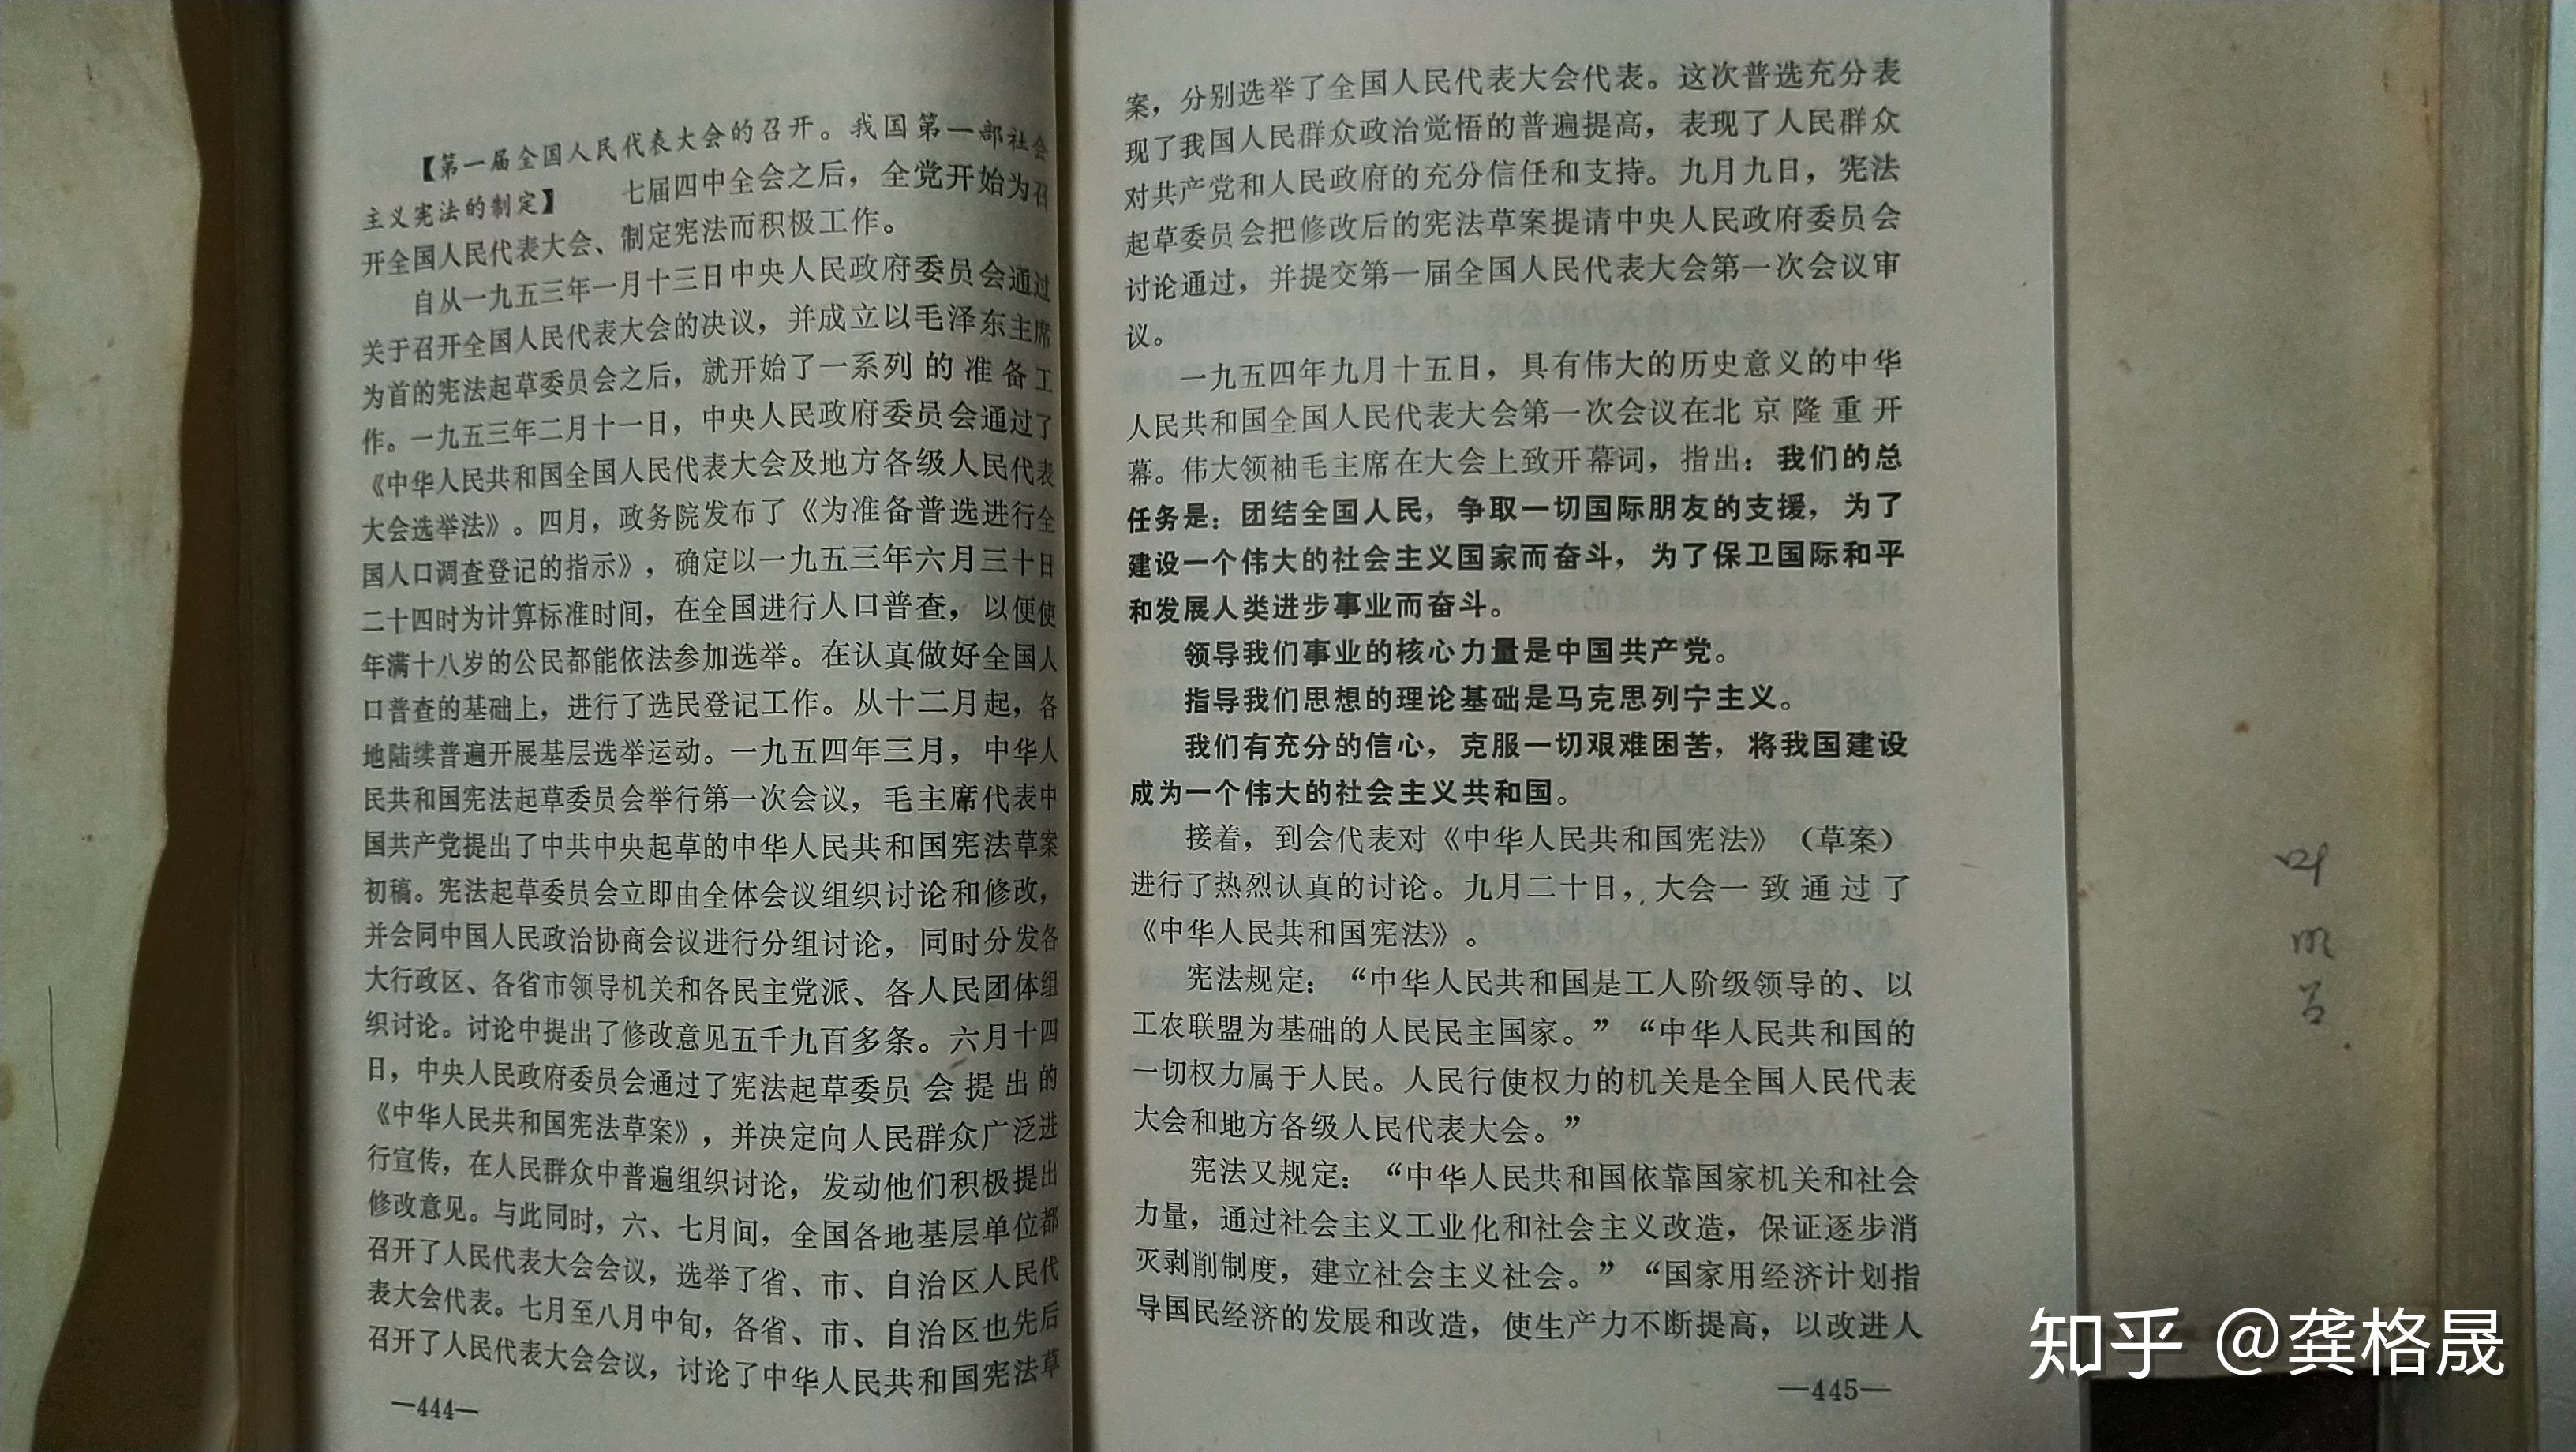 【第一届全国人民代表大会的召开。我国第一部社会
主义宪法的制定】　　七届四中全会之后，全党开始为召
开全国人民代表大会、制定宪法而积极工作。
自从一九五三年一月十三日中央人民政府委员会通过
关于召开全国人民代表大会的决议，并成立以毛泽东主席
为首的宪法起草委员会之后，就开始了一系列的准备工
作。一九五三年二月十一日，中央人民政府委员会通过了
《中华人民共和国全国人民代表大会及地方各级人民代表
大会选举法》。四月，政务院发布了《为准备普选进行全
国人口调查登记的指示》，确定以一九五三年六月三十日
二十四时为计算标准时间，在全国进行人口普查，以便使
年满十八岁的公民都能依法参加选举。在认真做好全国人
口普查的基础上，进行了选民登记工作。从十二月起，各
地陆续普遍开展基层选举运动。一九五四年三月，中华人
民共和国宪法起草委员会举行第一次会议，毛主席代表中
国共产党提出了中共中央起草的中华人民共和国宪法草案
初稿。宪法起草委员会立即由全体会议组织讨论和修改，
并会同中国人民政治协商会议进行分组讨论，同时分发各
大行政区、各省市领导机关和各民主党派、各人民团体组
织讨论。讨论中提出了修改意见五千九百多条。六月十四
日，中央人民政府委员会通过了宪法起草委员会提出的
《中华人民共和国宪法草案》，并决定向人民群众广泛进
行宣传，在人民群众中普遍组织讨论，发动他们积极提出
修改意见。与此同时，六、七月间，全国各地基层单位都
召开了人民代表大会会议，选举了省、市、自治区人民代
表大会代表。七月至八月中旬，各省、市、自治区也先后
召开了人民代表大会会议，讨论了中华人民共和国宪法草
—444—
案，分别选举了全国人民代表大会代表。这次普选充分表
现了我国人民群众政治觉悟的普遍提高，表现了人民群众
对共产党和人民政府的充分信任和支持。九月九日，宪法
起草委员会把修改后的宪法草案提请中央人民政府委员会
讨论通过，并提交第一届全国人民代表大会第一次会议审
议。
一九五四年九月十五日，具有伟大的历史意义的中华
人民共和国全国人民代表大会第一次会议在北京隆重开
幕。伟大领袖毛主席在大会上致开幕词，指出：我们的总
任务是：团结全国人民，争取一切国际朋友的支援，为了
建设一个伟大的社会主义国家而奋斗，为了保卫国际和平
和发展人类进步事业而奋斗。
领导我们事业的核心力量是中国共产党。
指导我们思想的理论基础是马克思列宁主义。
我们有充分的信心，克服一切艰难困苦，将我国建设
成为一个伟大的社会主义共和国。
接着，到会代表对《中华人民共和国宪法》（草案）
进行了热烈认真的讨论。九月二十日，大会一致通过了
《中华人民共和国宪法》。
宪法规定：“中华人民共和国是工人阶级领导的、以
工农联盟为基础的人民民主国家。”“中华人民共和国的
一切权力属于人民。人民行使权力的机关是全国人民代表
大会和地方各级人民代表大会。”
宪法又规定：“中华人民共和国依靠国家机关和社会
力量，通过社会主义工业化和社会主义改造，保证逐步消
灭剥削制度，建立社会主义社会。”“国家用经济计划指
导国民经济的发展和改造，使生产力不断提高，以改进人
—445—
知乎 @龚格晟